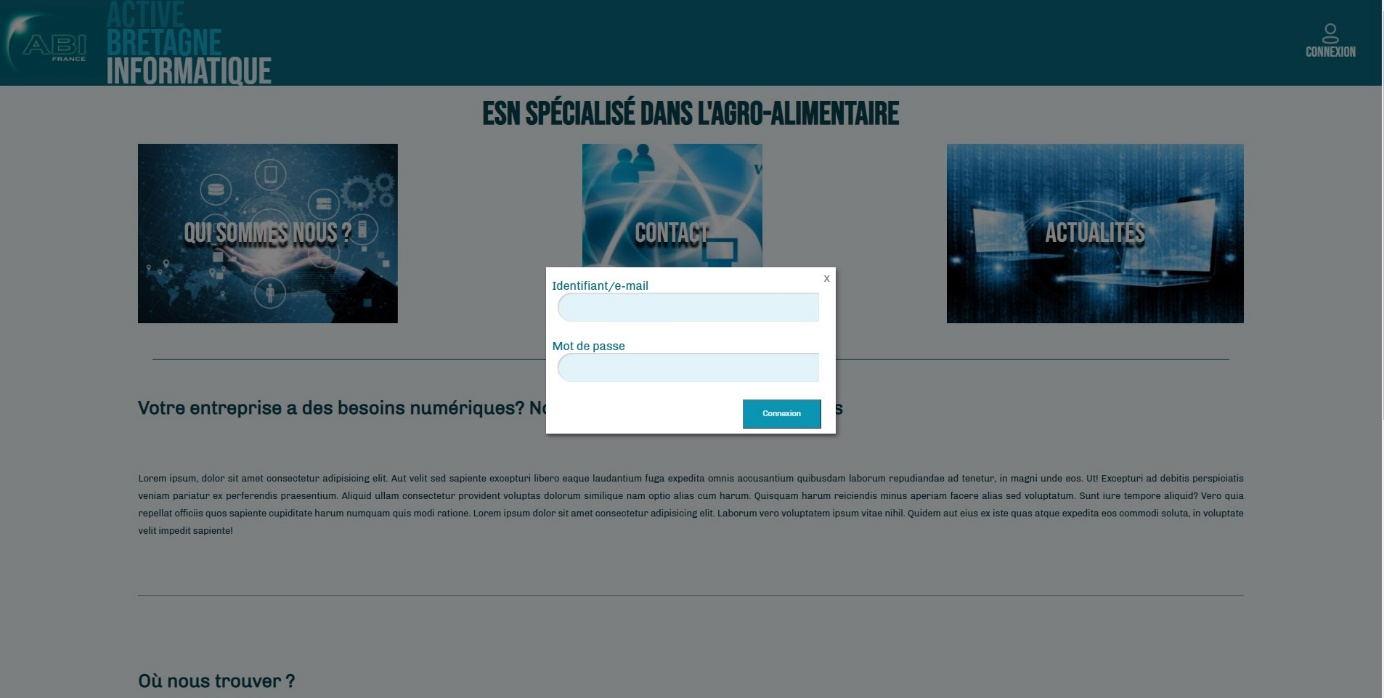 ABI
FRANCE
ACTIVE
BRETAGNE
INFORMATIQUE
CONNEXION
ESN SPÉCIALISÉ DANS L'AGRO-ALIMENTAIRE
QUI SOMMES NOUS ?
CONTACT
ACTUALITÉS
x
Identifiant/e-mail
Mot de passe
Connexion
Votre entreprise a des besoins numériques?
Lorem ipsum, dolor sit amet consectetur adipisicing elit. Aut velit sed sapiente excepturi libero eaque laudantium fuga expedita omnis accusantium quibusdam laborum repudiandae ad tenetur, in magni unde eos. Ut! Excepturi ad debitis perspiciatis
veniam pariatur ex perferendis praesentium. Aliquid ullam consectetur provident voluptas dolorum similique nam optio alias cum harum. Quisquam harum reiciendis minus aperiam facere alias sed voluptatum. Sunt iure tempore aliquid? Vero quia
repellat officiis quos sapiente cupiditate harum numquam quis modi ratione. Lorem ipsum dolor sit amet consectetur adipisicing elit. Laborum vero voluptatem ipsum vitae nihil. Quidem aut eius ex iste quas atque expedita eos commodi soluta, in voluptate
velit impedit sapiente!
Où nous trouver ?